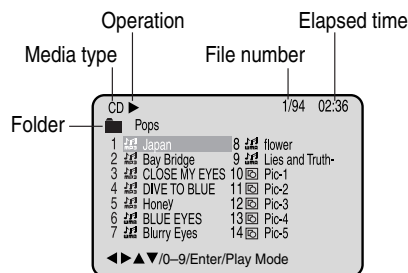 Operation Elapsed time
Media type File number
CD ▶ 1/94 02:36
Folder Pops
1 Japan 8 flower
2 Bay Bridge 9 Lies and Truth-
3 CLOSE MY EYES 10 Pic-1
4 DIVE TO BLUE 11 Pic-2
5 Honey 12 Pic-3
6 BLUE EYES 13 Pic-4
7 Blurry Eyes 14 Pic-5
◀▶▲▼/0–9/Enter/Play Mode